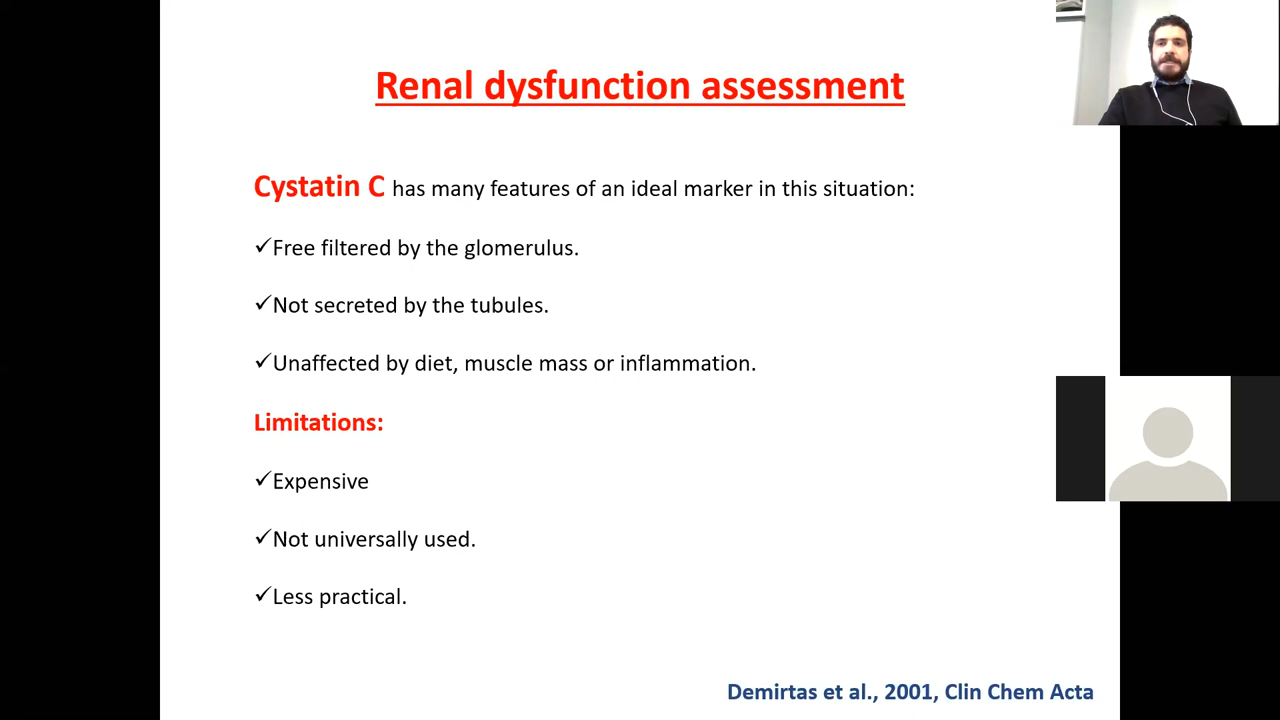 Renal dysfunction assessment
Cystatin C has many features of an ideal marker in this situation:
✓Free filtered by the glomerulus.
✓Not secreted by the tubules.
✓Unaffected by diet, muscle mass or inflammation.
Limitations:
✓Expensive
✓Not universally used.
✓Less practical.
Demirtas et al., 2001, Clin Chem Acta